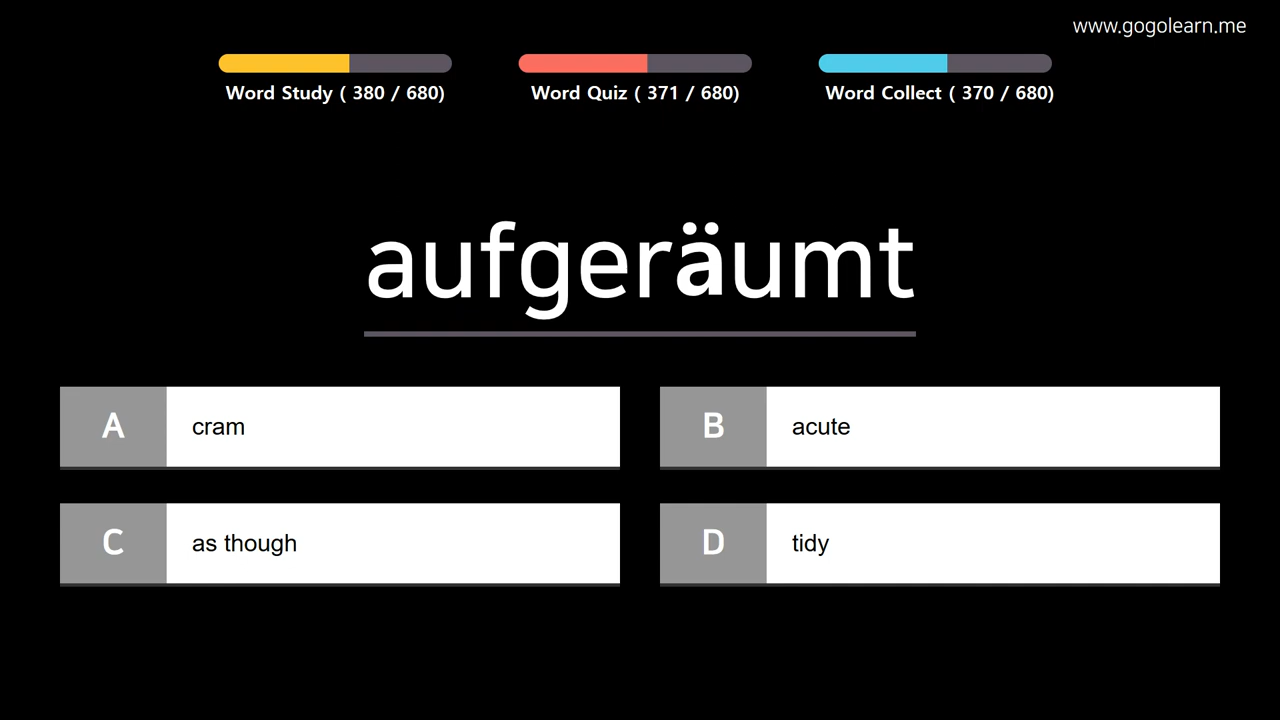 www.gogolearn.me
Word Study ( 380 / 680)
Word Quiz ( 371 / 680)
Word Collect ( 370 / 680)
aufgeräumt
A cram
B acute
C as though
D tidy